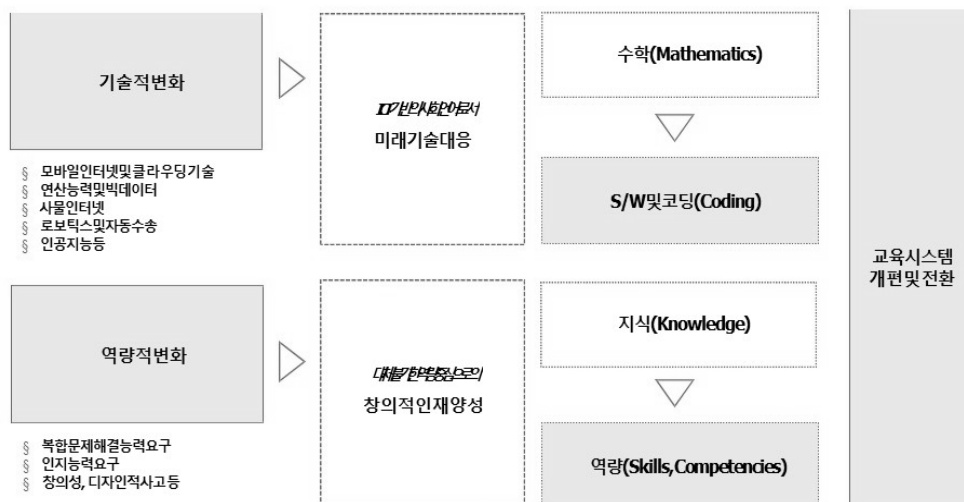 기술적변화
§ 모바일인터넷및클라우딩기술
§ 연산능력및빅데이터
§ 사물인터넷
§ 로보틱스및자동수송
§ 인공지능등
미래기술대응
수학(Mathematics)
S/W및코딩(Coding)
역량적변화
§ 복합문제해결능력요구
§ 인지능력요구
§ 창의성, 디자인적사고등
창의적인재양성
지식(Knowledge)
역량(Skills,Competencies)
교육시스템
개편및전환